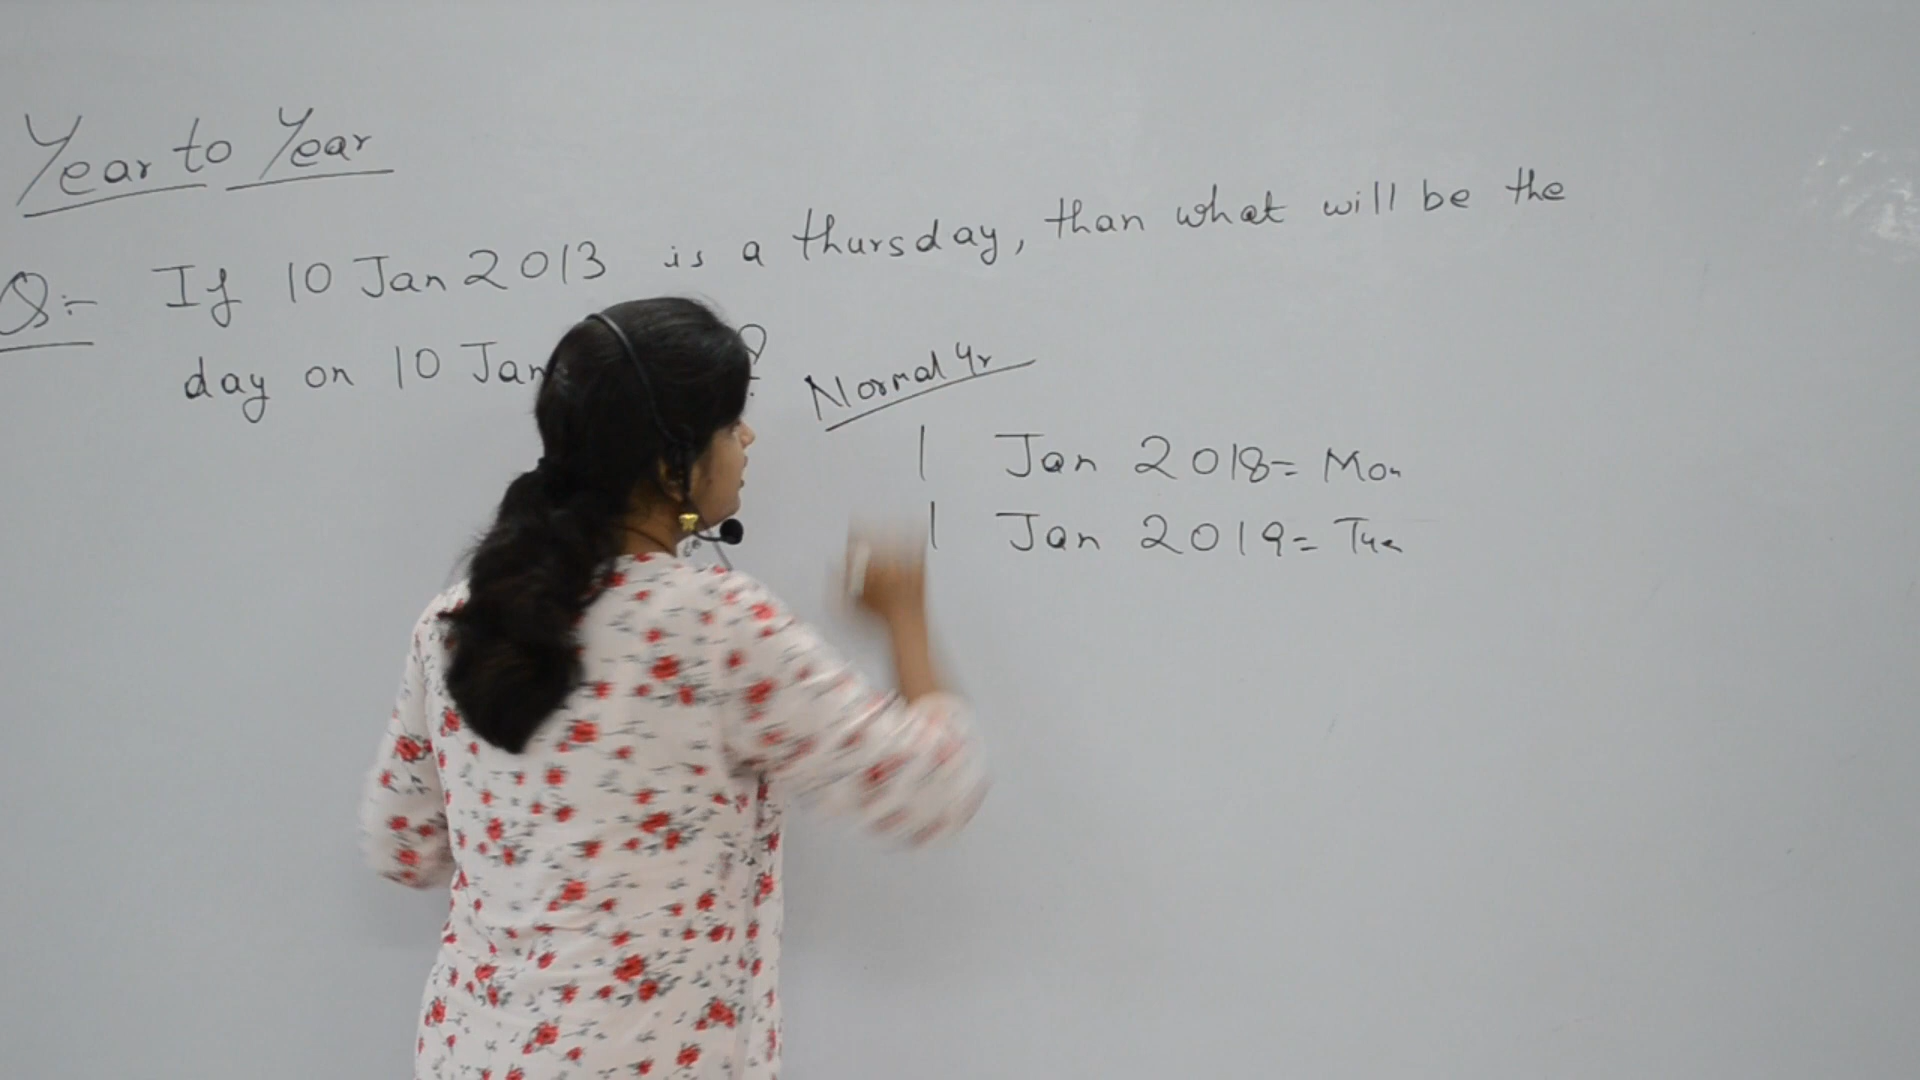 Year to Year
Q:- If 10 Jan 2013 is a thursday, than what will be the
day on 10 Jan ?
Normal Yr
1 Jan 2018 = Mon
1 Jan 2019 = Tue